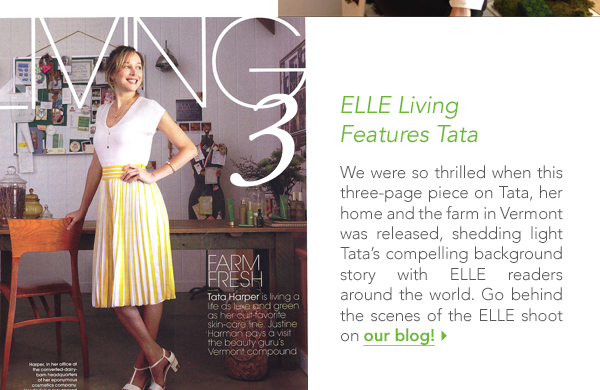 LIVING
3
FARM
FRESH
Tata Harper is living a
life as luxe and green
as her cult-favorite
skin-care line. Justine
Harman pays a visit
the beauty guru's
Vermont compound
Harper, in her office at
the converted-dairy-
barn headquarters
of her eponymous
cosmetics company.
ELLE Living
Features Tata
We were so thrilled when this
three-page piece on Tata, her
home and the farm in Vermont
was released, shedding light
Tata's compelling background
story with ELLE readers
around the world. Go behind
the scenes of the ELLE shoot
on our blog!